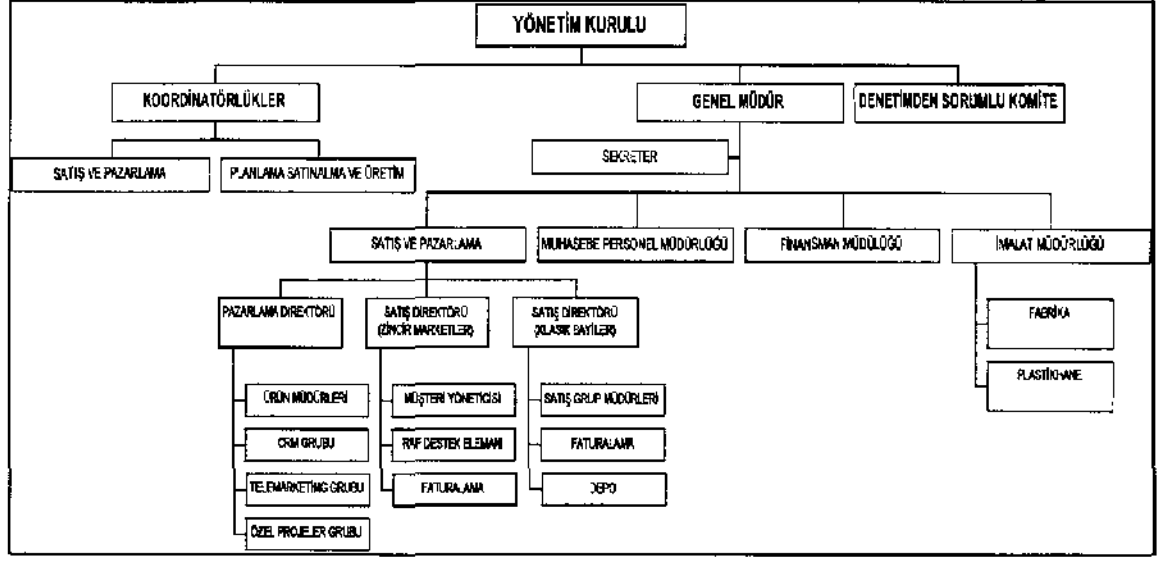 YÖNETİM KURULU
KOORDİNATÖRLÜKLER
GENEL MÜDÜR
DENETİMDEN SORUMLU KOMİTE
SEKRETER
SATIŞ VE PAZARLAMA
PLANLAMA SATINALMA VE ÜRETİM
SATIŞ VE PAZARLAMA
MUHASEBE PERSONEL MÜDÜRLÜĞÜ
FİNANSMAN MÜDÜLÜĞÜ
İMALAT MÜDÜRLÜĞÜ
PAZARLAMA DİREKTÖRÜ
SATIŞ DİREKTÖRÜ
(ZİNCİR MARKETLER)
SATIŞ DİREKTÖRÜ
(KLASİK BAYİLER)
FABRİKA
PLASTİKHANE
ÜRÜN MÜDÜRLERİ
MÜŞTERİ YÖNETİCİSİ
SATIŞ GRUP MÜDÜRLERİ
CRM GRUBU
RAF DESTEK ELEMANI
FATURALAMA
TELEMARKETING GRUBU
FATURALAMA
DEPO
ÖZEL PROJELER GRUBU